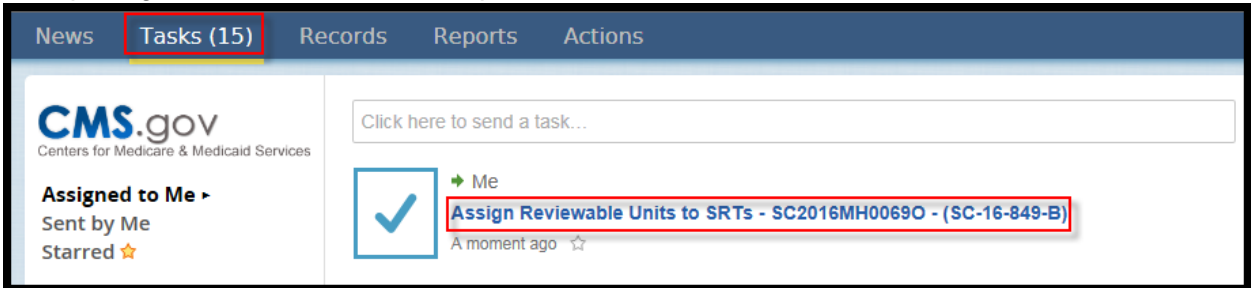 News Tasks (15) Records Reports Actions
CMS.gov
Centers for Medicare & Medicaid Services
Assigned to Me
Sent by Me
Starred
Click here to send a task...
Me
Assign Reviewable Units to SRTs - SC2016MH0069O - (SC-16-849-B)
A moment ago